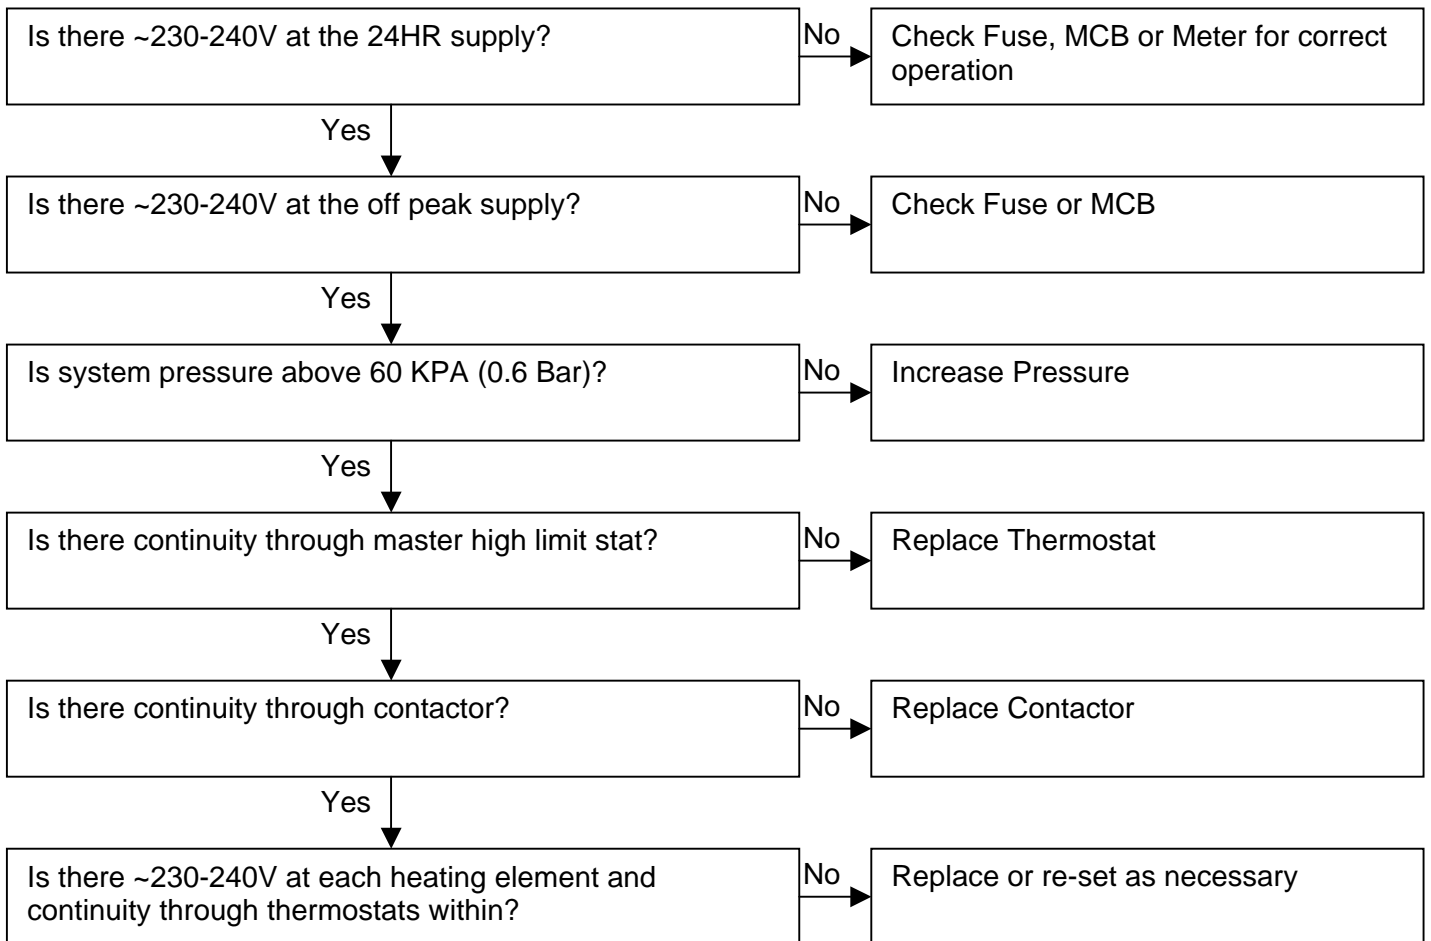 Is there ~230-240V at the 24HR supply?
No
Check Fuse, MCB or Meter for correct
operation
Yes
Is there ~230-240V at the off peak supply?
No
Check Fuse or MCB
Yes
Is system pressure above 60 KPA (0.6 Bar)?
No
Increase Pressure
Yes
Is there continuity through master high limit stat?
No
Replace Thermostat
Yes
Is there continuity through contactor?
No
Replace Contactor
Yes
Is there ~230-240V at each heating element and
continuity through thermostats within?
No
Replace or re-set as necessary